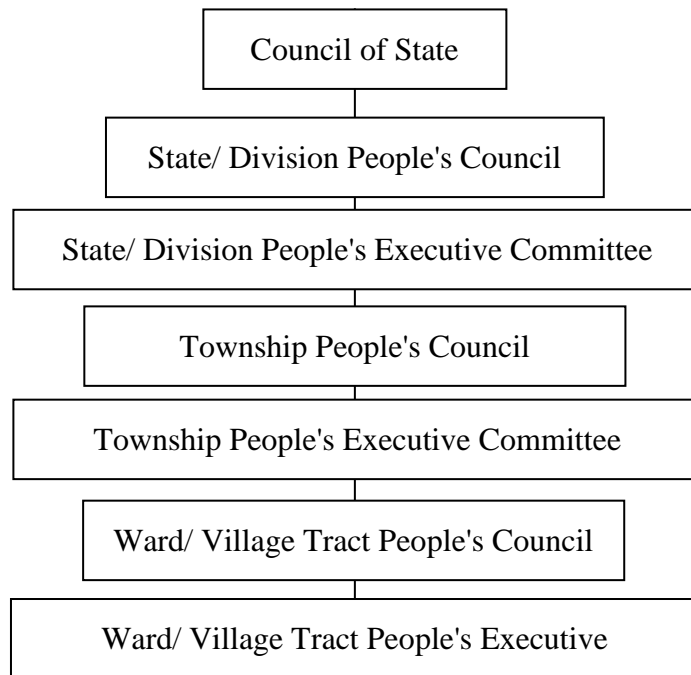 Council of State
State/ Division People's Council
State/ Division People's Executive Committee
Township People's Council
Township People's Executive Committee
Ward/ Village Tract People's Council
Ward/ Village Tract People's Executive